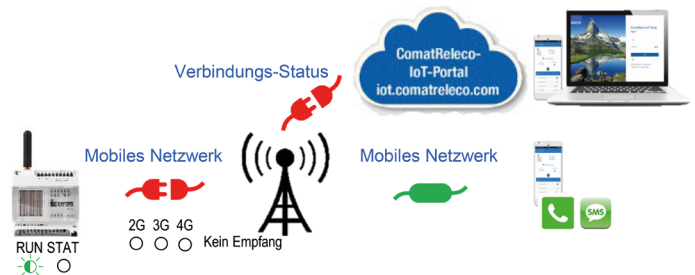 ComatReleco-
IoT-Portal
iot.comatreleco.com
Verbindungs-Status
Mobiles Netzwerk
Mobiles Netzwerk
2G 3G 4G
Kein Empfang
RUN STAT
SMS